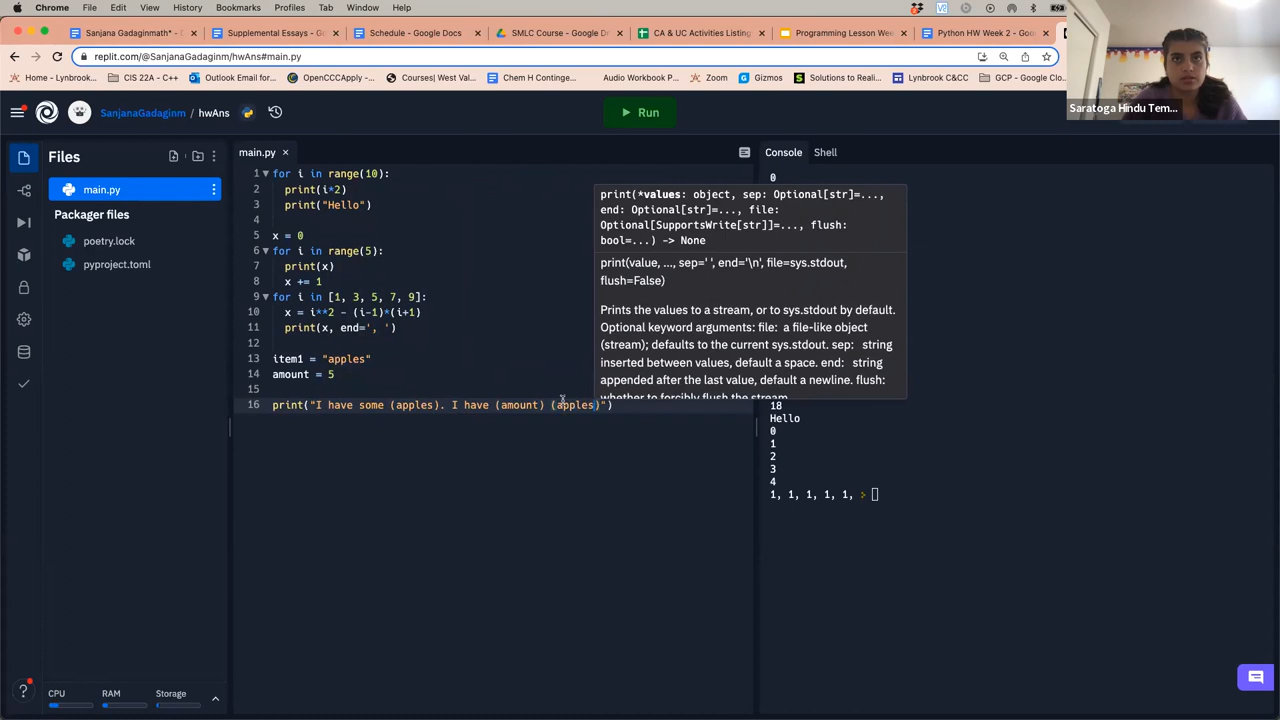 Chrome File Edit View History Bookmarks Profiles Tab Window Help
Sanjana Gadaginmath* × Supplemental Essays - × Schedule - Google Docs × SMLC Course - Google D × CA & UC Activities Listing × Programming Lesson Wee × Python HW Week 2 - ×
replit.com/@SanjanaGadaginm/hwAns#main.py
Home - Lynbrook... CIS 22A - C++ Outlook Email for... OpenCCCApply -... Courses| West Val... Chem H Continge... Audio Workbook P... Zoom Gizmos Solutions to Reali... Lynbrook C&CC GCP - Google Cl...
Saratoga Hindu Tem...
SanjanaGadaginm / hwAns
Run
Files
main.py
Packager files
poetry.lock
pyproject.toml
main.py ×
1 for i in range(10):
2 print(i*2)
3 print("Hello")
4
5 x = 0
6 for i in range(5):
7 print(x)
8 x += 1
9 for i in [1, 3, 5, 7, 9]:
10 x = i**2 - (i-1)*(i+1)
11 print(x, end=', ')
12
13 item1 = "apples"
14 amount = 5
15
16 print("I have some (apples). I have (amount) (apples)")
print(*values: object, sep: Optional[str]=...,
end: Optional[str]=..., file:
Optional[SupportsWrite[str]]=..., flush:
bool=...) -> None
print(value, ..., sep=' ', end='\n', file=sys.stdout,
flush=False)
Prints the values to a stream, or to sys.stdout by default.
Optional keyword arguments: file: a file-like object
(stream); defaults to the current sys.stdout. sep: string
inserted between values, default a space. end: string
appended after the last value, default a newline. flush:
whether to forcibly flush the stream.
Console Shell
0
18
Hello
0
1
2
3
4
1, 1, 1, 1, 1, >
CPU RAM Storage